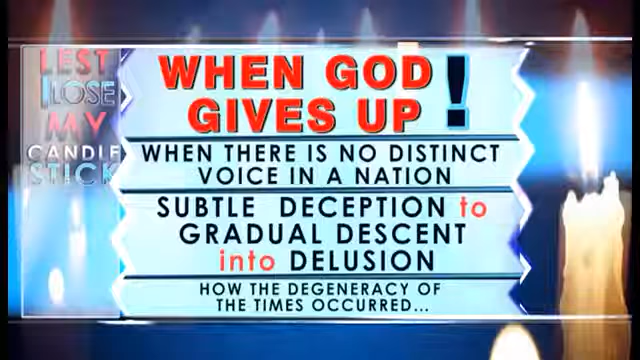 LEST
I LOSE
MY
CANDLE
STICK
WHEN GOD
GIVES UP !
WHEN THERE IS NO DISTINCT
VOICE IN A NATION
SUBTLE DECEPTION to
GRADUAL DESCENT
into DELUSION
HOW THE DEGENERACY OF
THE TIMES OCCURRED...